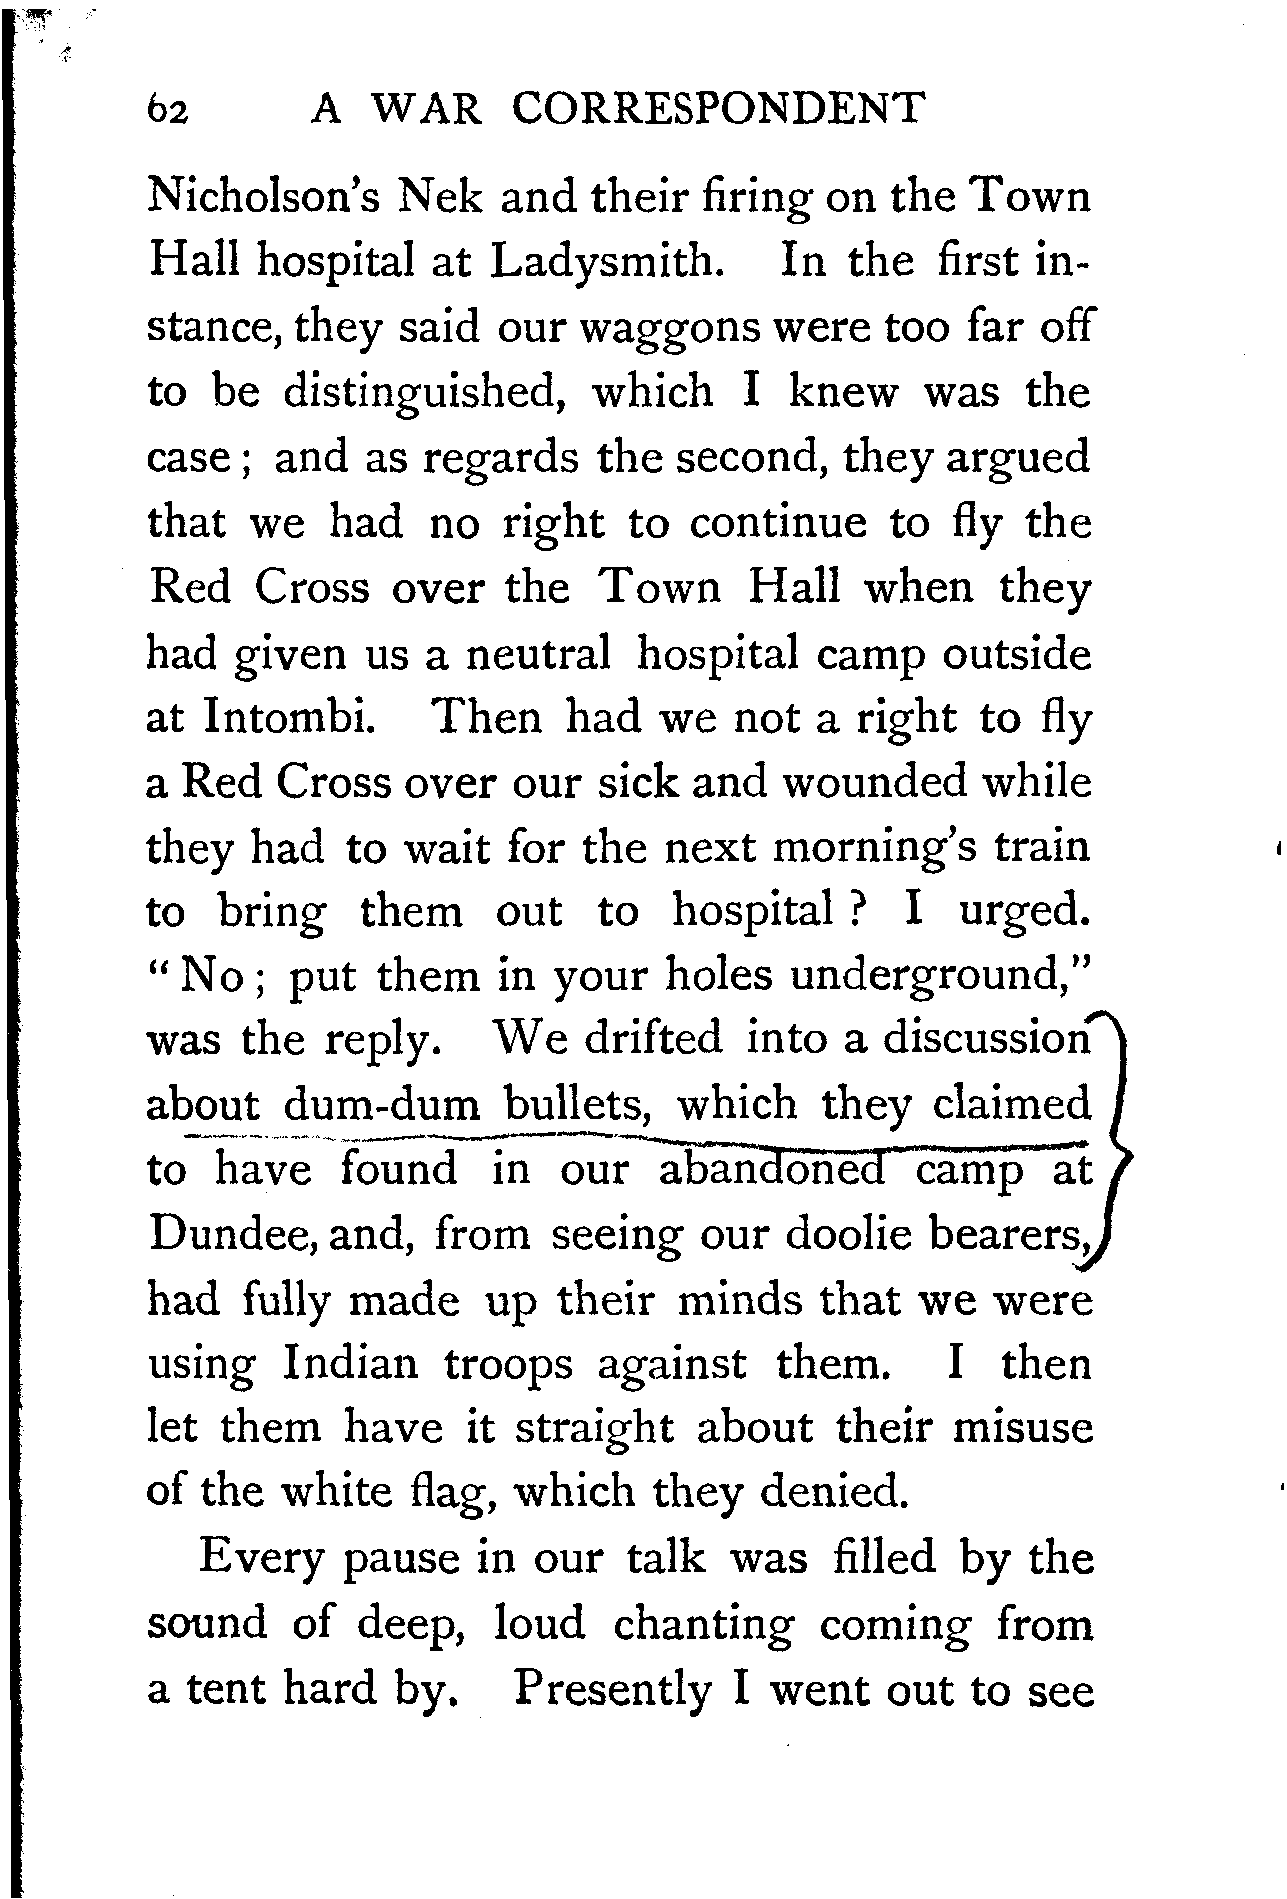 62 A WAR CORRESPONDENT
Nicholson's Nek and their firing on the Town
Hall hospital at Ladysmith. In the first in-
stance, they said our waggons were too far off
to be distinguished, which I knew was the
case; and as regards the second, they argued
that we had no right to continue to fly the
Red Cross over the Town Hall when they
had given us a neutral hospital camp outside
at Intombi. Then had we not a right to fly
a Red Cross over our sick and wounded while
they had to wait for the next morning's train
to bring them out to hospital? I urged.
"No; put them in your holes underground,"
was the reply. We drifted into a discussion
about dum-dum bullets, which they claimed
to have found in our abandoned camp at
Dundee, and, from seeing our doolie bearers,
had fully made up their minds that we were
using Indian troops against them. I then
let them have it straight about their misuse
of the white flag, which they denied.
Every pause in our talk was filled by the
sound of deep, loud chanting coming from
a tent hard by. Presently I went out to see